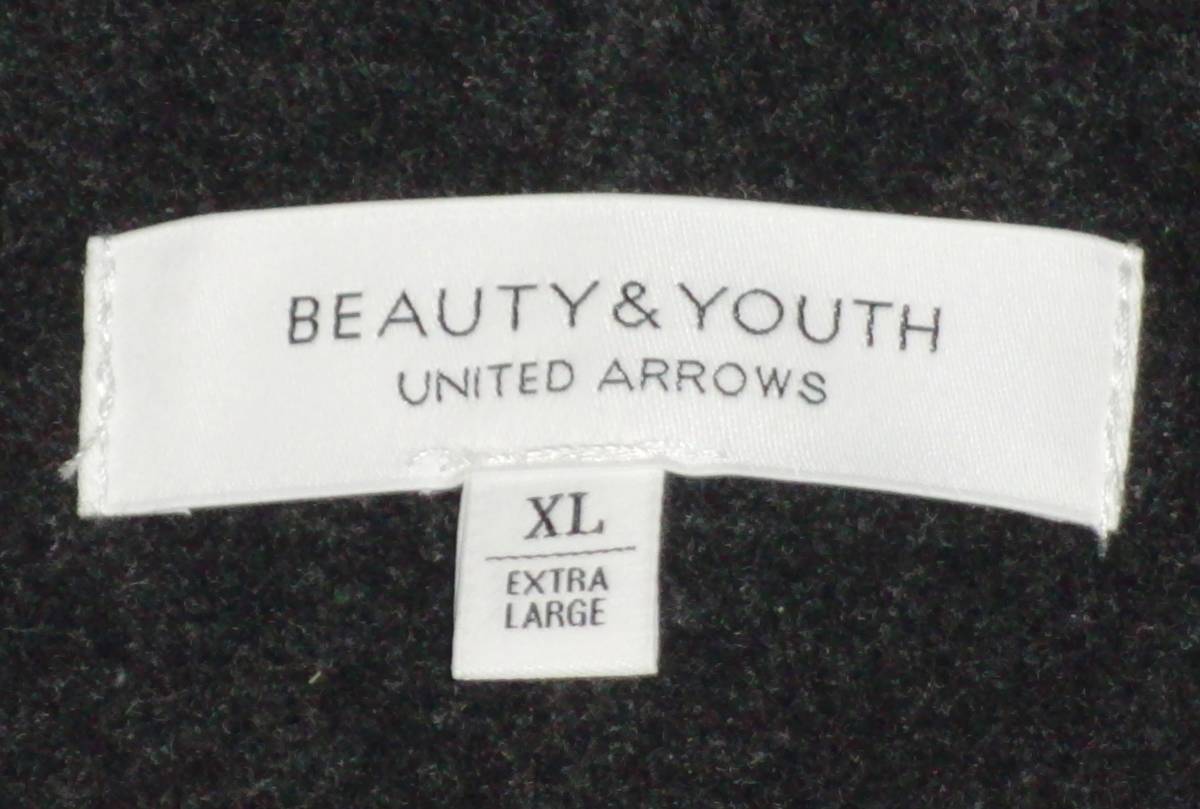 BEAUTY&YOUTH
UNITED ARROWS
XL
EXTRA
LARGE